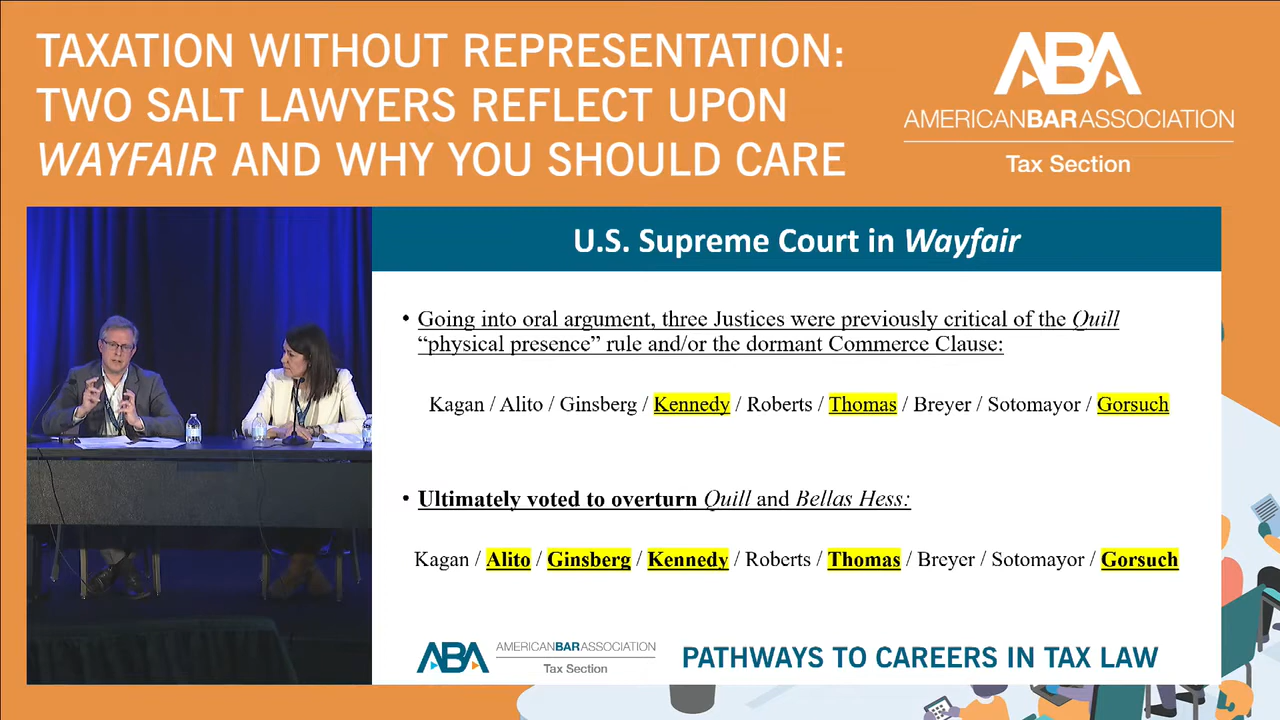 TAXATION WITHOUT REPRESENTATION:
TWO SALT LAWYERS REFLECT UPON
WAYFAIR AND WHY YOU SHOULD CARE
ABA
AMERICANBARASSOCIATION
Tax Section
U.S. Supreme Court in Wayfair
• Going into oral argument, three Justices were previously critical of the Quill
“physical presence” rule and/or the dormant Commerce Clause:
Kagan / Alito / Ginsberg / Kennedy / Roberts / Thomas / Breyer / Sotomayor / Gorsuch
• Ultimately voted to overturn Quill and Bellas Hess:
Kagan / Alito / Ginsberg / Kennedy / Roberts / Thomas / Breyer / Sotomayor / Gorsuch
ABA
AMERICANBARASSOCIATION
Tax Section
PATHWAYS TO CAREERS IN TAX LAW